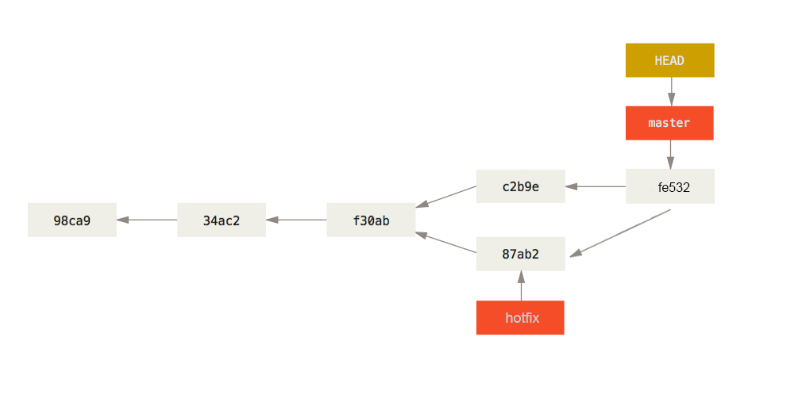 HEAD
master
c2b9e
fe532
98ca9
34ac2
f30ab
87ab2
hotfix